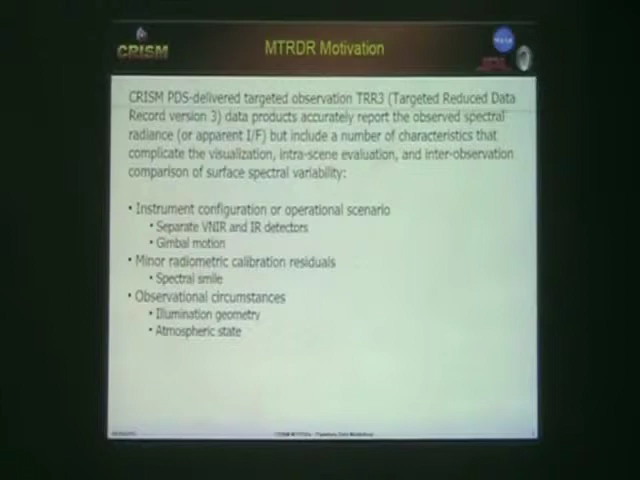 CRISM
MTRDR Motivation
NASA
CRISM PDS-delivered targeted observation TRR3 (Targeted Reduced Data
Record version 3) data products accurately report the observed spectral
radiance (or apparent I/F) but include a number of characteristics that
complicate the visualization, intra-scene evaluation, and inter-observation
comparison of surface spectral variability:
• Instrument configuration or operational scenario
• Separate VNIR and IR detectors
• Gimbal motion
• Minor radiometric calibration residuals
• Spectral smile
• Observational circumstances
• Illumination geometry
• Atmospheric state